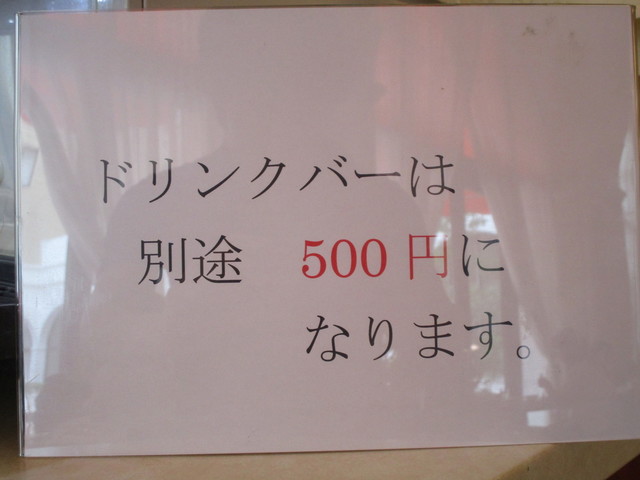 ドリンクバーは
別途 500円に
なります。